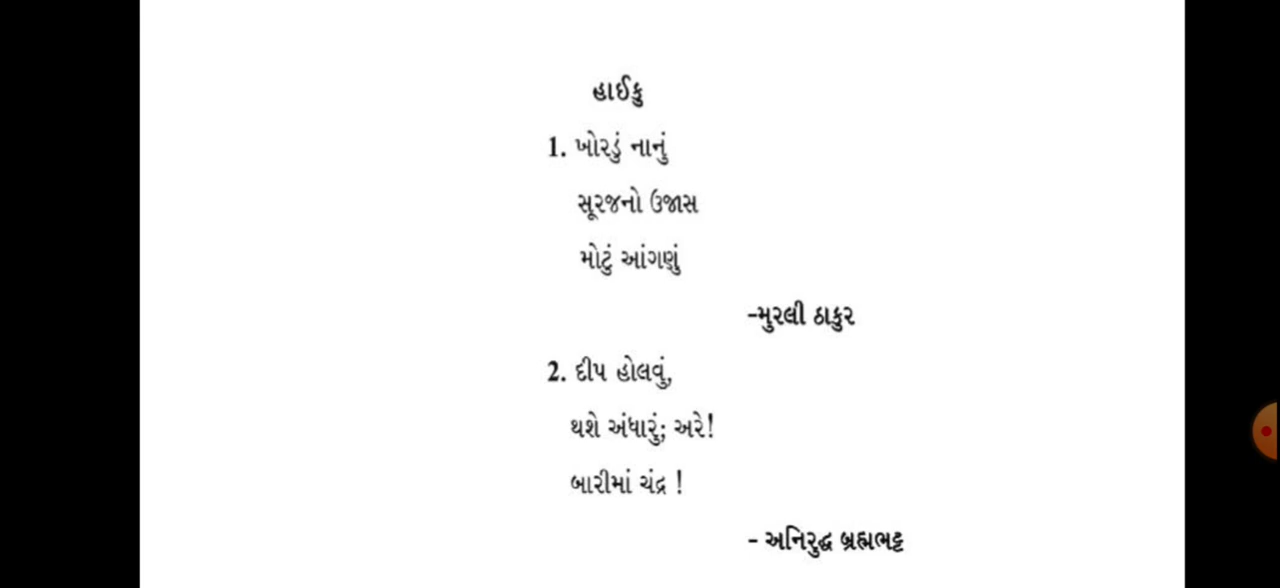 હાઈકુ
1. ખોરડું નાનું
સૂરજનો ઉજાસ
મોટું આંગણું
-મુરલી ઠાકુર
2. દીપ હોલવું,
થશે અંધારું; અરે!
બારીમાં ચંદ્ર !
- અનિરુદ્ધ બ્રહ્મભટ્ટ